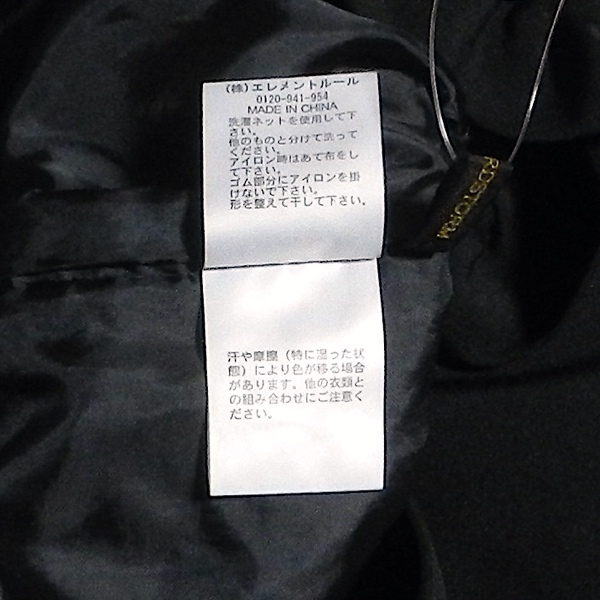 (株)エレメントルール
0120-941-954
MADE IN CHINA
洗濯ネットを使用して下
さい。
他のものと分けて洗って
ください。
アイロン時はあて布をし
て下さい。
ゴム部分にアイロンを掛
けないで下さい。
形を整えて干して下さい。
汗や摩擦(特に湿った状
態)により色が移る場合
があります。他の衣類と
の組み合わせにご注意く
ださい。
RDSTORM